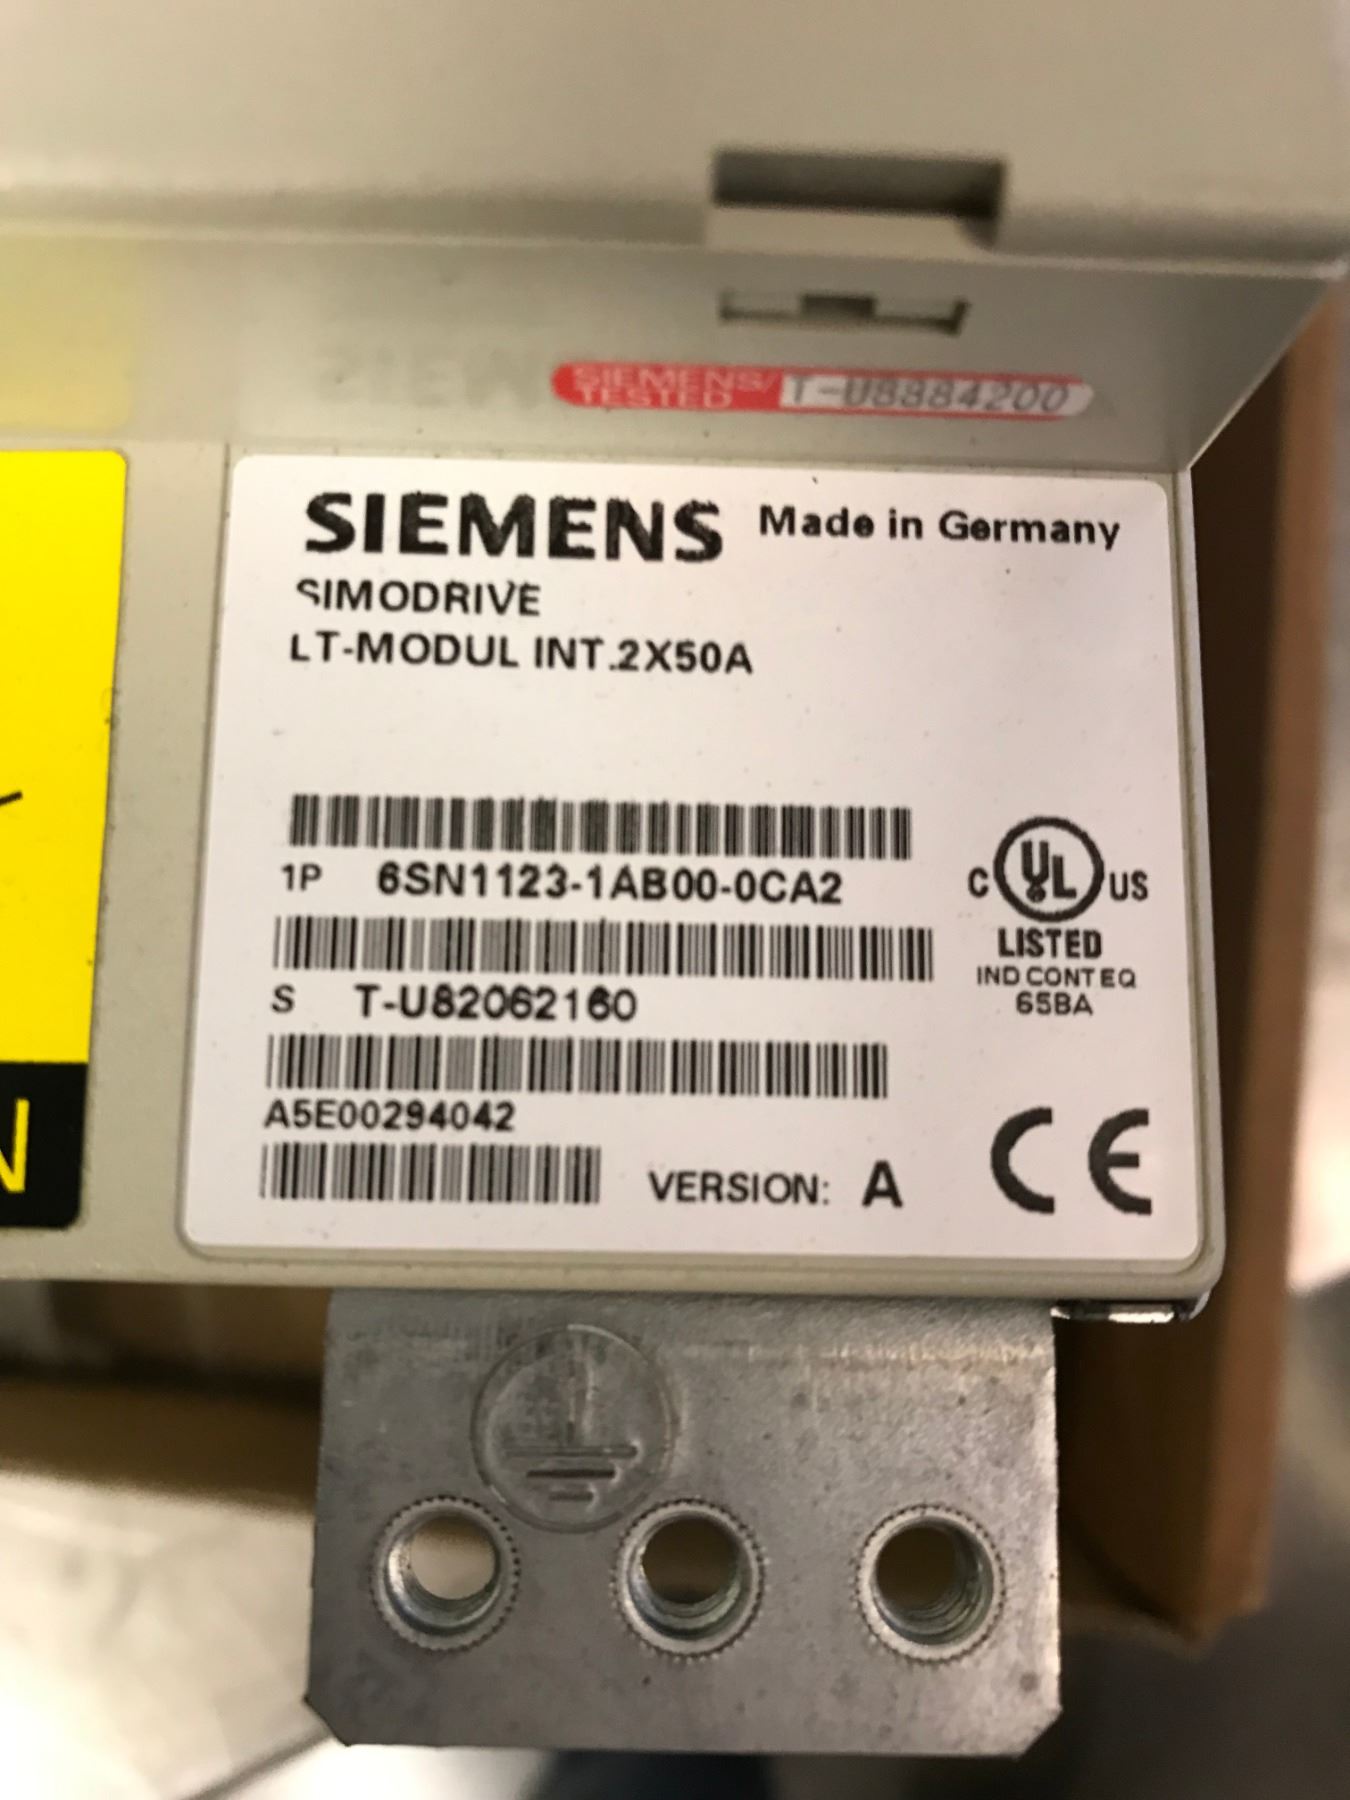 SIEMENS/
TESTED
T-U8884200
SIEMENS Made in Germany
SIMODRIVE
LT-MODUL INT.2X50A
1P 6SN1123-1AB00-0CA2
C UL US
LISTED
IND CONT EQ
65BA
S T-U82062160
A5E00294042
VERSION: A
CE
N